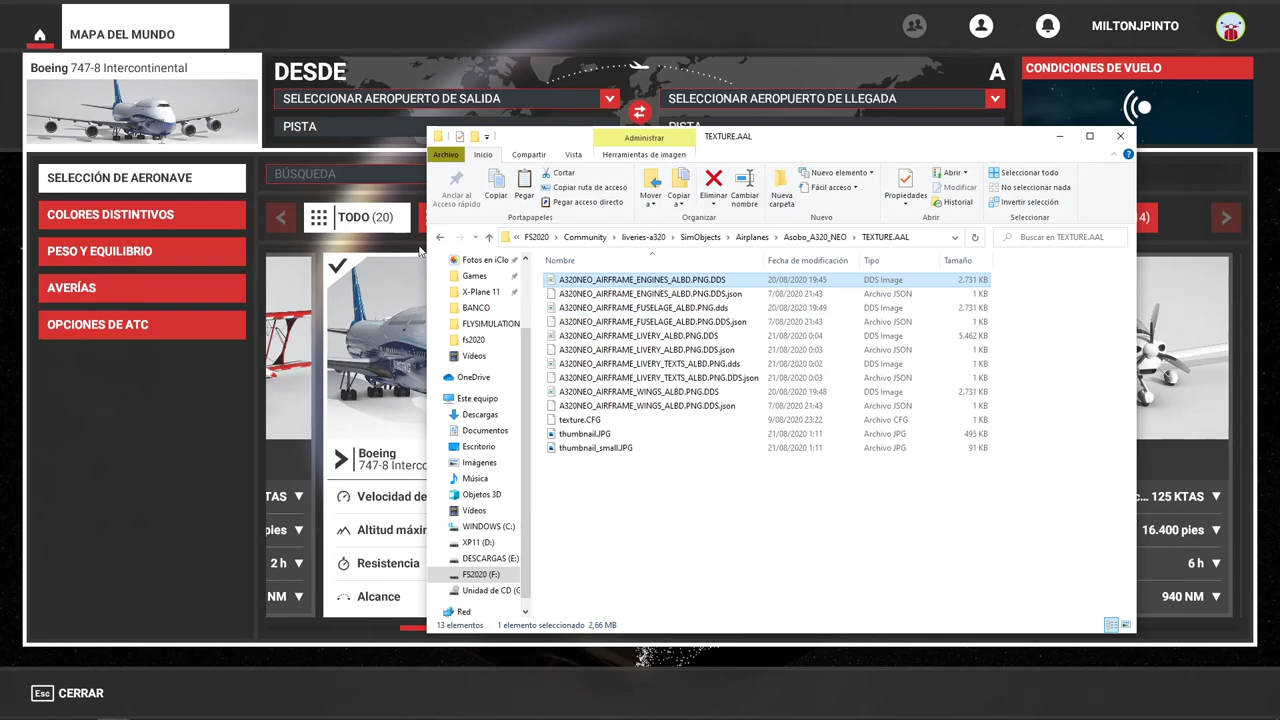 MAPA DEL MUNDO
MILTONJPINTO
Boeing 747-8 Intercontinental
DESDE
A
CONDICIONES DE VUELO
SELECCIONAR AEROPUERTO DE SALIDA
SELECCIONAR AEROPUERTO DE LLEGADA
PISTA
PISTA
SELECCIÓN DE AERONAVE
COLORES DISTINTIVOS
PESO Y EQUILIBRIO
AVERÍAS
OPCIONES DE ATC
BÚSQUEDA
TODO (20)
4)
Boeing
747-8 Interco
TAS
Velocidad de
pies
Altitud máxi
2 h
Resistencia
NM
Alcance
c... 125 KTAS
16.400 pies
6 h
940 NM
Administrar
TEXTURE.AAL
Archivo
Inicio
Compartir
Vista
Herramientas de imagen
Anclar al
Acceso rápido
Copiar
Pegar
Cortar
Copiar ruta de acceso
Pegar acceso directo
Portapapeles
Mover
a
Copiar
a
Eliminar
Cambiar
nombre
Organizar
Nueva
carpeta
Nuevo elemento
Fácil acceso
Nuevo
Propiedades
Abrir
Modificar
Historial
Abrir
Seleccionar todo
No seleccionar nada
Invertir selección
Seleccionar
« FS2020 > Community > liveries-a320 > SimObjects > Airplanes > Asobo_A320_NEO > TEXTURE.AAL
Buscar en TEXTURE.AAL
Fotos en iClo
Games
X-Plane 11
BANCO
FLYSIMULATION
fs2020
Vídeos
OneDrive
Este equipo
Descargas
Documentos
Escritorio
Imágenes
Música
Objetos 3D
Vídeos
WINDOWS (C:)
XP11 (D:)
DESCARGAS (E:)
FS2020 (F:)
Unidad de CD (G
Red
Nombre Fecha de modificación Tipo Tamaño
A320NEO_AIRFRAME_ENGINES_ALBD.PNG.DDS 20/08/2020 19:45 DDS Image 2.731 KB
A320NEO_AIRFRAME_ENGINES_ALBD.PNG.DDS.json 7/08/2020 21:43 Archivo JSON 1 KB
A320NEO_AIRFRAME_FUSELAGE_ALBD.PNG.dds 20/08/2020 19:49 DDS Image 2.731 KB
A320NEO_AIRFRAME_FUSELAGE_ALBD.PNG.DDS.json 7/08/2020 21:43 Archivo JSON 1 KB
A320NEO_AIRFRAME_LIVERY_ALBD.PNG.DDS 21/08/2020 0:04 DDS Image 5.462 KB
A320NEO_AIRFRAME_LIVERY_ALBD.PNG.DDS.json 21/08/2020 0:03 Archivo JSON 1 KB
A320NEO_AIRFRAME_LIVERY_TEXTS_ALBD.PNG.dds 21/08/2020 0:02 DDS Image 2.731 KB
A320NEO_AIRFRAME_LIVERY_TEXTS_ALBD.PNG.DDS.json 21/08/2020 0:03 Archivo JSON 1 KB
A320NEO_AIRFRAME_WINGS_ALBD.PNG.DDS 20/08/2020 19:48 DDS Image 2.731 KB
A320NEO_AIRFRAME_WINGS_ALBD.PNG.DDS.json 7/08/2020 21:43 Archivo JSON 1 KB
texture.CFG 9/08/2020 23:22 Archivo CFG 1 KB
thumbnail.JPG 21/08/2020 1:11 Archivo JPG 495 KB
thumbnail_small.JPG 21/08/2020 1:11 Archivo JPG 91 KB
13 elementos 1 elemento seleccionado 2,66 MB
Esc CERRAR